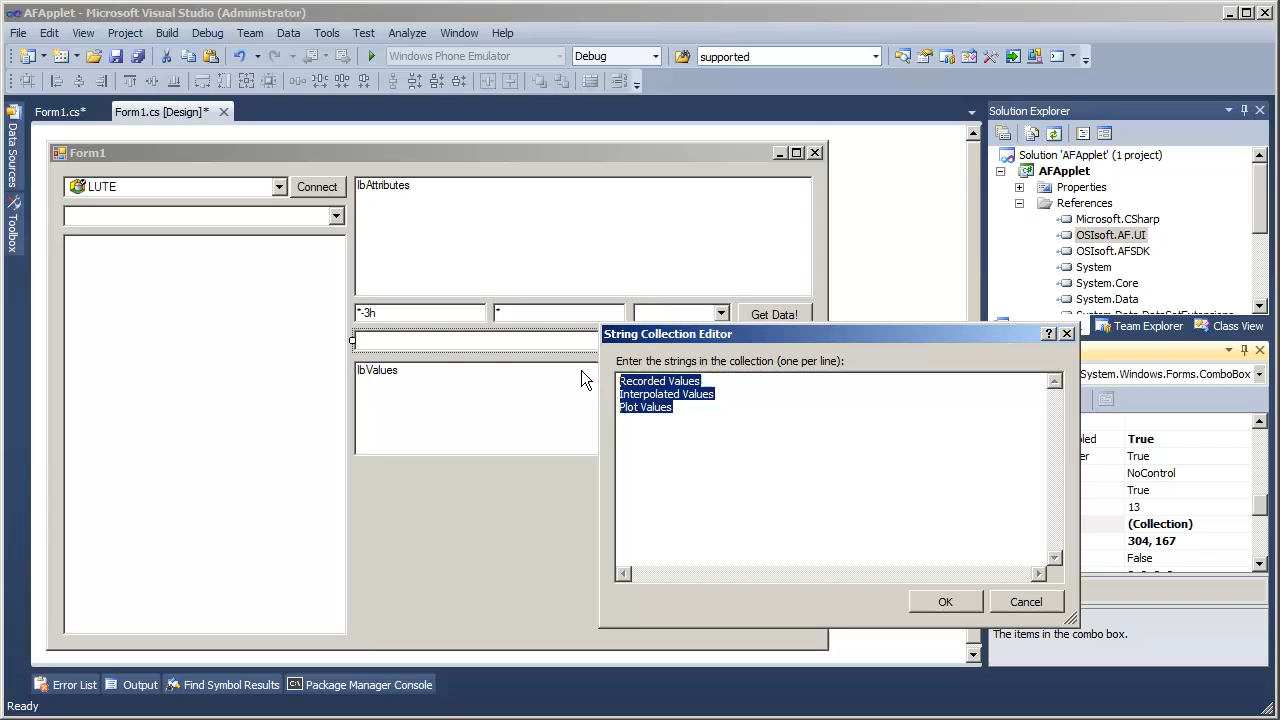 AFApplet - Microsoft Visual Studio (Administrator)
File Edit View Project Build Debug Team Data Tools Test Analyze Window Help
Windows Phone Emulator Debug supported
Form1.cs* Form1.cs [Design]*
Data Sources
Toolbox
Form1
LUTE Connect
lbAttributes
*-3h * Get Data!
lbValues
String Collection Editor
Enter the strings in the collection (one per line):
Recorded Values
Interpolated Values
Plot Values
OK Cancel
Solution Explorer
Solution 'AFApplet' (1 project)
AFApplet
Properties
References
Microsoft.CSharp
OSIsoft.AF.UI
OSIsoft.AFSDK
System
System.Core
System.Data
System.Data.DataSetExtensions
Team Explorer Class View
System.Windows.Forms.ComboBox
True
True
NoControl
True
13
(Collection)
304, 167
False
The items in the combo box.
Error List Output Find Symbol Results Package Manager Console
Ready